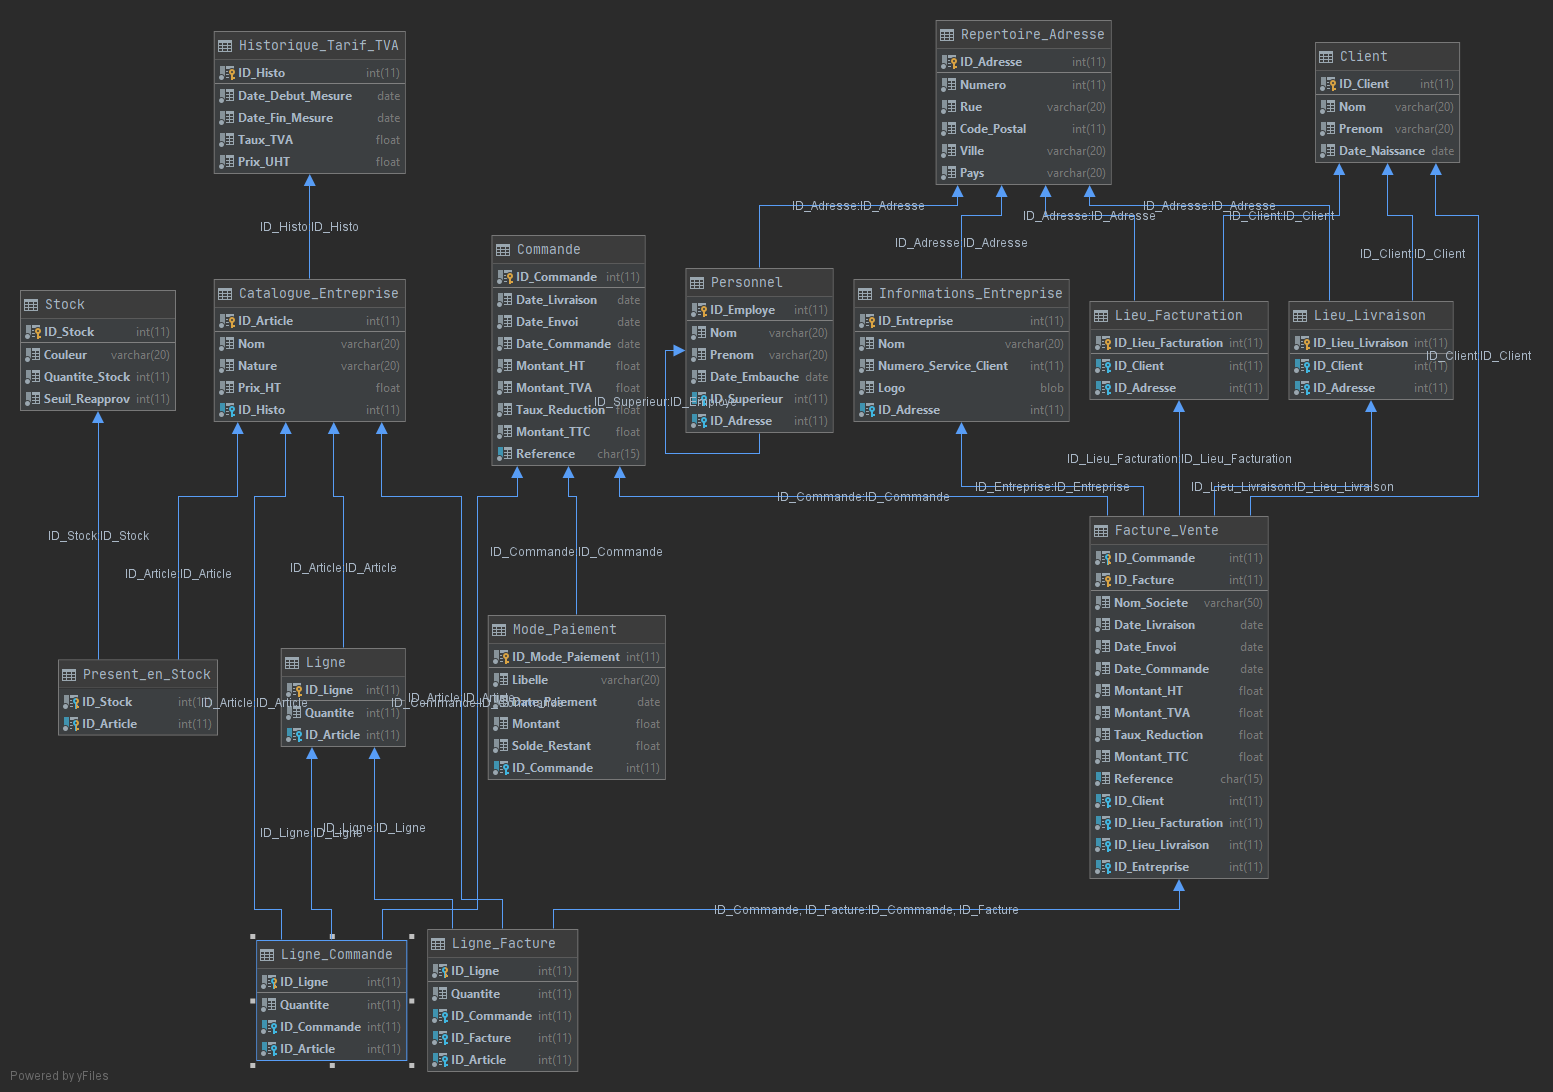 Historique_Tarif_TVA
ID_Histo int(11)
Date_Debut_Mesure date
Date_Fin_Mesure date
Taux_TVA float
Prix_UHT float
Repertoire_Adresse
ID_Adresse int(11)
Numero int(11)
Rue varchar(20)
Code_Postal int(11)
Ville varchar(20)
Pays varchar(20)
Client
ID_Client int(11)
Nom varchar(20)
Prenom varchar(20)
Date_Naissance date
ID_Histo:ID_Histo
ID_Adresse:ID_Adresse
ID_Adresse:ID_Adresse
ID_Adresse:ID_Adresse
ID_Adresse:ID_Adresse
ID_Client:ID_Client
ID_Client:ID_Client
ID_Client:ID_Client
Stock
ID_Stock int(11)
Couleur varchar(20)
Quantite_Stock int(11)
Seuil_Reapprov int(11)
Catalogue_Entreprise
ID_Article int(11)
Nom varchar(20)
Nature varchar(20)
Prix_HT float
ID_Histo int(11)
Commande
ID_Commande int(11)
Date_Livraison date
Date_Envoi date
Date_Commande date
Montant_HT float
Montant_TVA float
Taux_Reduction float
Montant_TTC float
Reference char(15)
Personnel
ID_Employe int(11)
Nom varchar(20)
Prenom varchar(20)
Date_Embauche date
ID_Superieur int(11)
ID_Adresse int(11)
ID_Superieur:ID_Employe
Informations_Entreprise
ID_Entreprise int(11)
Nom varchar(20)
Numero_Service_Client int(11)
Logo blob
ID_Adresse int(11)
Lieu_Facturation
ID_Lieu_Facturation int(11)
ID_Client int(11)
ID_Adresse int(11)
Lieu_Livraison
ID_Lieu_Livraison int(11)
ID_Client int(11)
ID_Adresse int(11)
ID_Lieu_Facturation:ID_Lieu_Facturation
ID_Commande:ID_Commande
ID_Entreprise:ID_Entreprise
ID_Lieu_Livraison:ID_Lieu_Livraison
ID_Stock:ID_Stock
ID_Article:ID_Article
ID_Article:ID_Article
ID_Commande:ID_Commande
Facture_Vente
ID_Commande int(11)
ID_Facture int(11)
Nom_Societe varchar(50)
Date_Livraison date
Date_Envoi date
Date_Commande date
Montant_HT float
Montant_TVA float
Taux_Reduction float
Montant_TTC float
Reference char(15)
ID_Client int(11)
ID_Lieu_Facturation int(11)
ID_Lieu_Livraison int(11)
ID_Entreprise int(11)
Present_en_Stock
ID_Stock int(11)
ID_Article int(11)
ID_Article:ID_Article
Ligne
ID_Ligne int(11)
Quantite int(11)
ID_Article int(11)
ID_Article:ID_Article
ID_Commande:ID_Commande
Mode_Paiement
ID_Mode_Paiement int(11)
Libelle varchar(20)
Date_Paiement date
Montant float
Solde_Restant float
ID_Commande int(11)
ID_Ligne:ID_Ligne
ID_Ligne:ID_Ligne
ID_Commande, ID_Facture:ID_Commande, ID_Facture
Ligne_Commande
ID_Ligne int(11)
Quantite int(11)
ID_Commande int(11)
ID_Article int(11)
Ligne_Facture
ID_Ligne int(11)
Quantite int(11)
ID_Commande int(11)
ID_Facture int(11)
ID_Article int(11)
Powered by yFiles